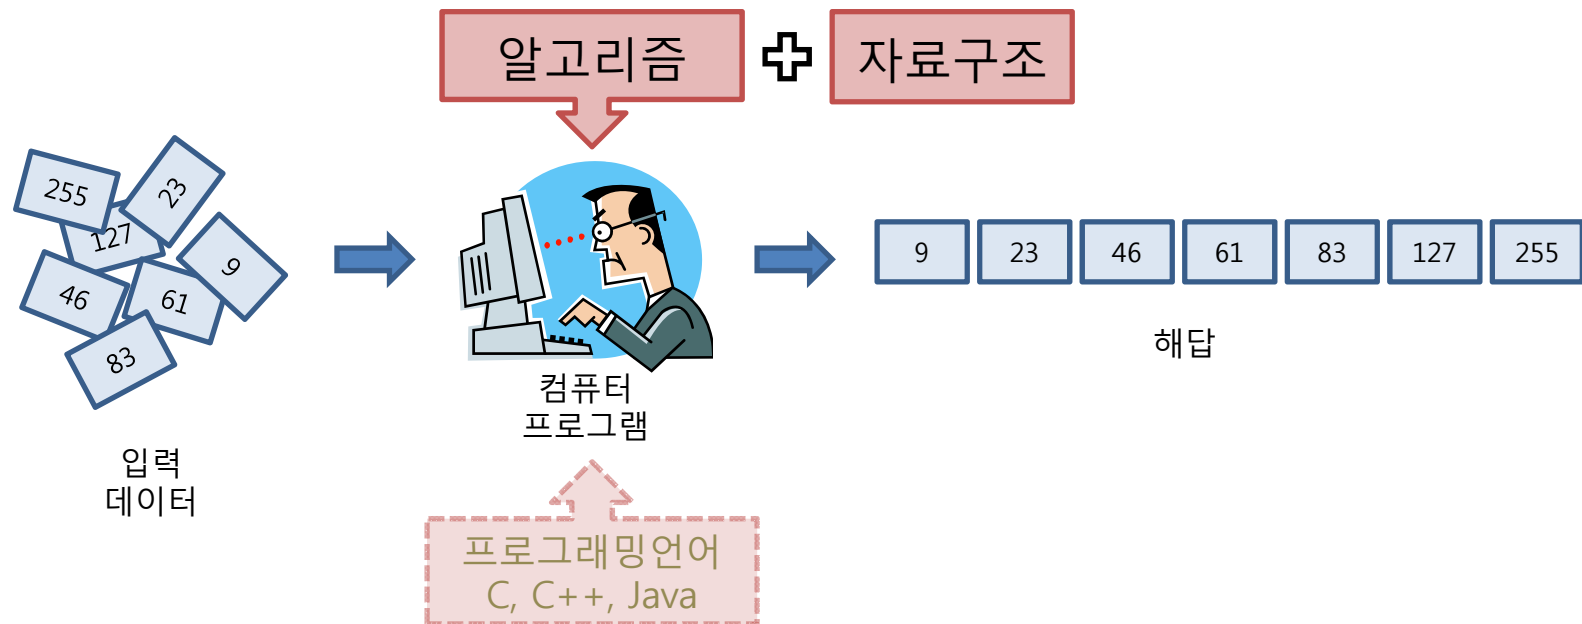 알고리즘
자료구조
255
23
127
9
46
61
83
입력
데이터
컴퓨터
프로그램
9 23 46 61 83 127 255
해답
프로그래밍언어
C, C++, Java